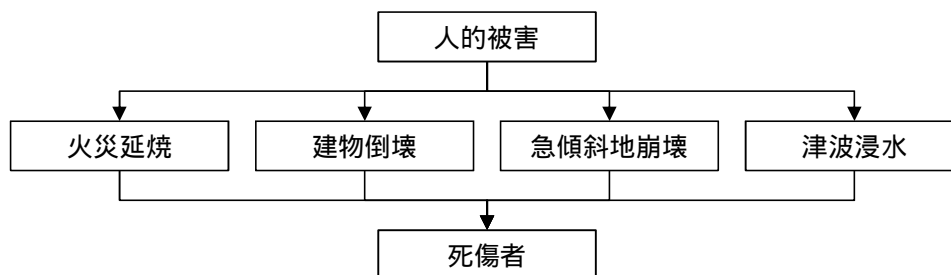 人的被害
火災延焼
建物倒壊
急傾斜地崩壊
津波浸水
死傷者